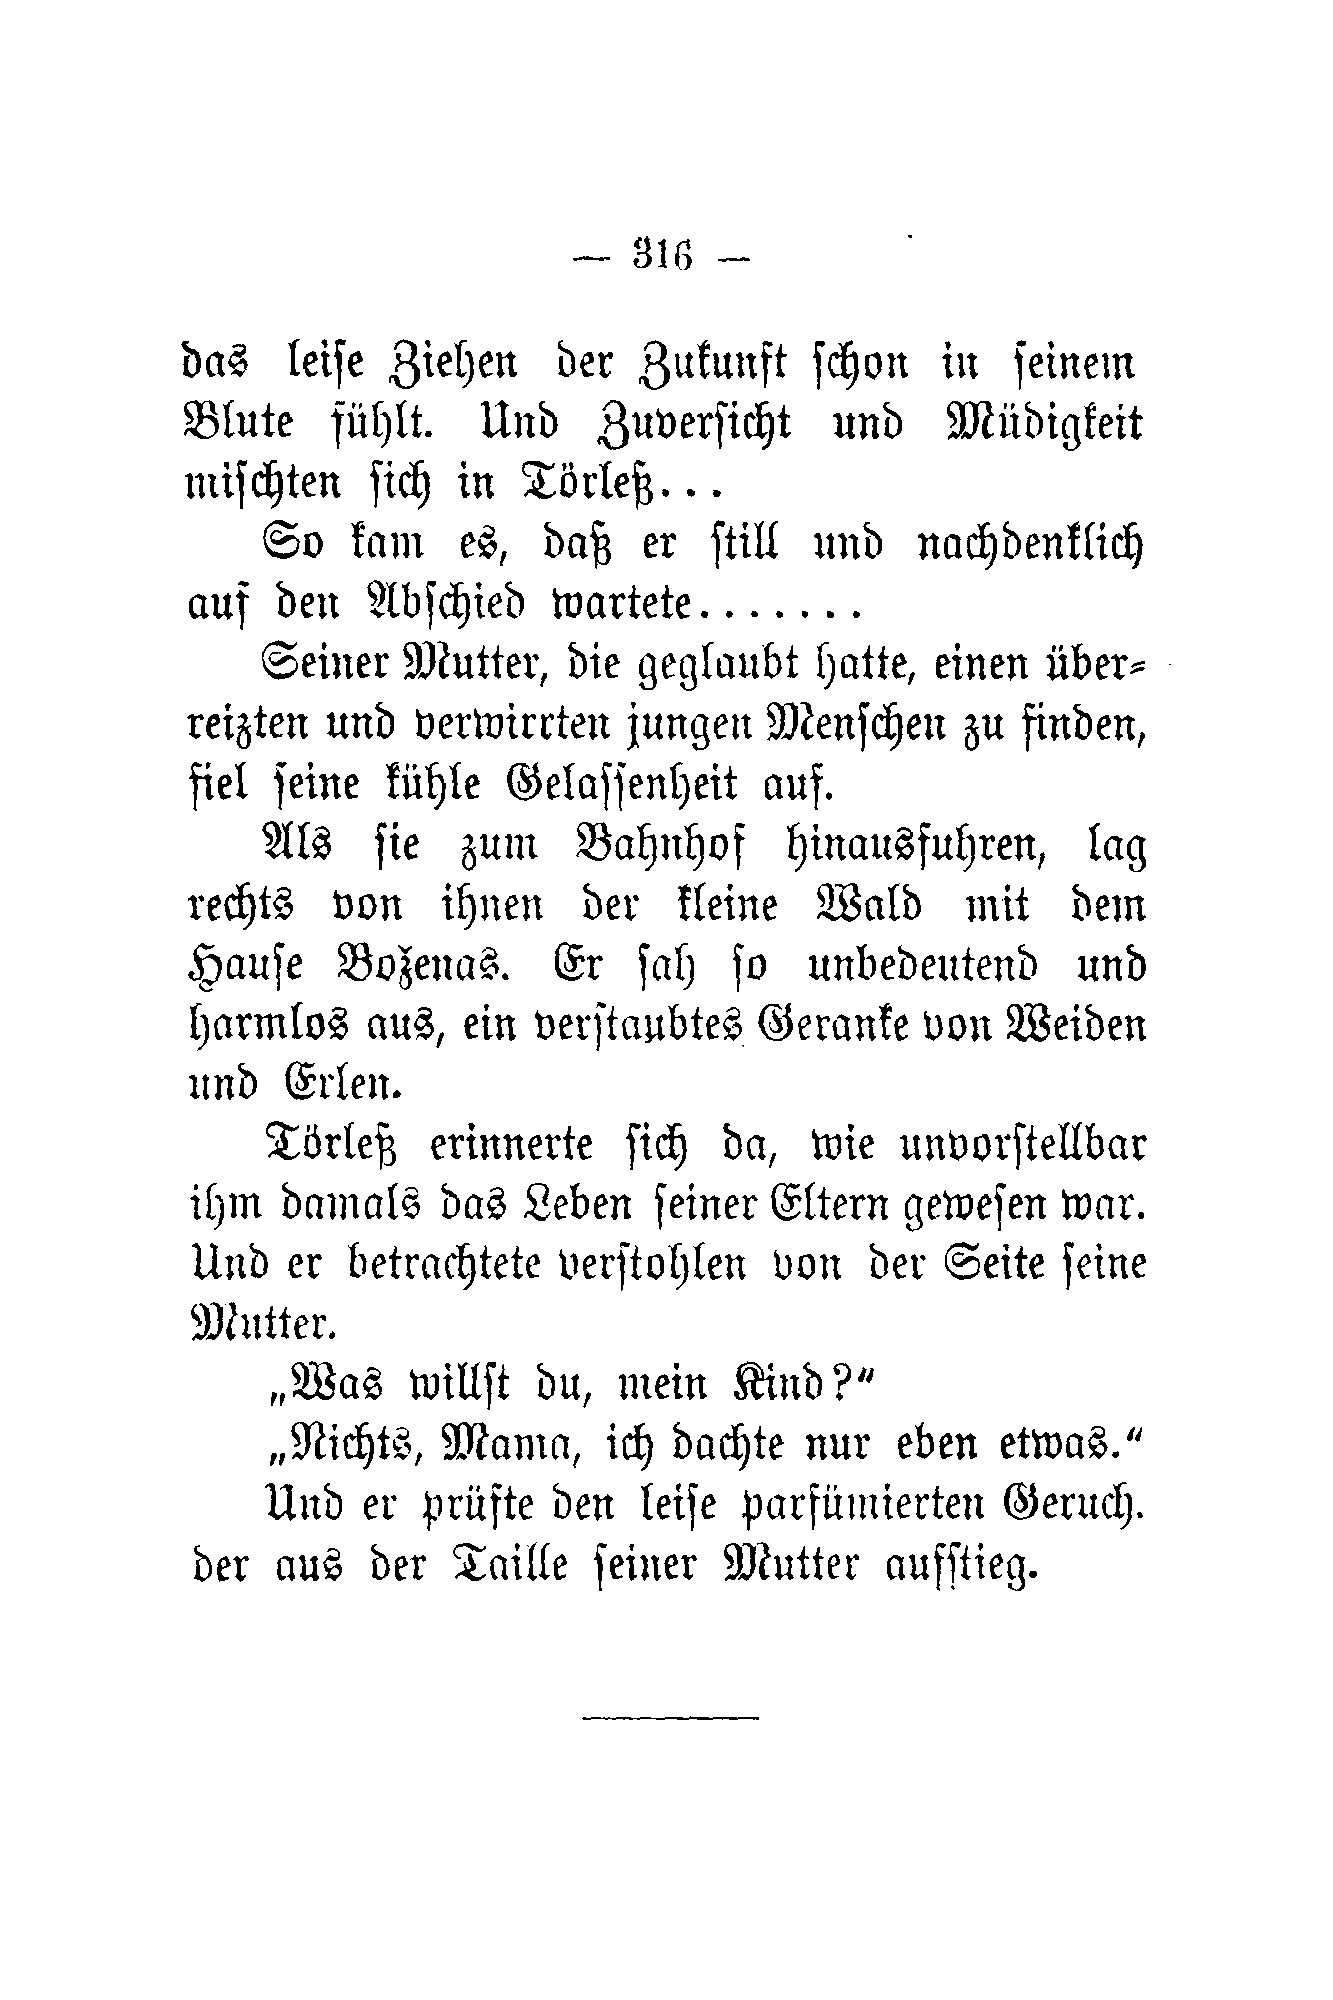 — 316 —
das leise Ziehen der Zukunft schon in seinem
Blute fühlt. Und Zuversicht und Müdigkeit
mischten sich in Törleß...
So kam es, daß er still und nachdenklich
auf den Abschied wartete.......
Seiner Mutter, die geglaubt hatte, einen über-
reizten und verwirrten jungen Menschen zu finden,
fiel seine kühle Gelassenheit auf.
Als sie zum Bahnhof hinausfuhren, lag
rechts von ihnen der kleine Wald mit dem
Hause Boženas. Er sah so unbedeutend und
harmlos aus, ein verstaubtes Geranke von Weiden
und Erlen.
Törleß erinnerte sich da, wie unvorstellbar
ihm damals das Leben seiner Eltern gewesen war.
Und er betrachtete verstohlen von der Seite seine
Mutter.
„Was willst du, mein Kind?“
„Nichts, Mama, ich dachte nur eben etwas.“
Und er prüfte den leise parfümierten Geruch.
der aus der Taille seiner Mutter aufstieg.